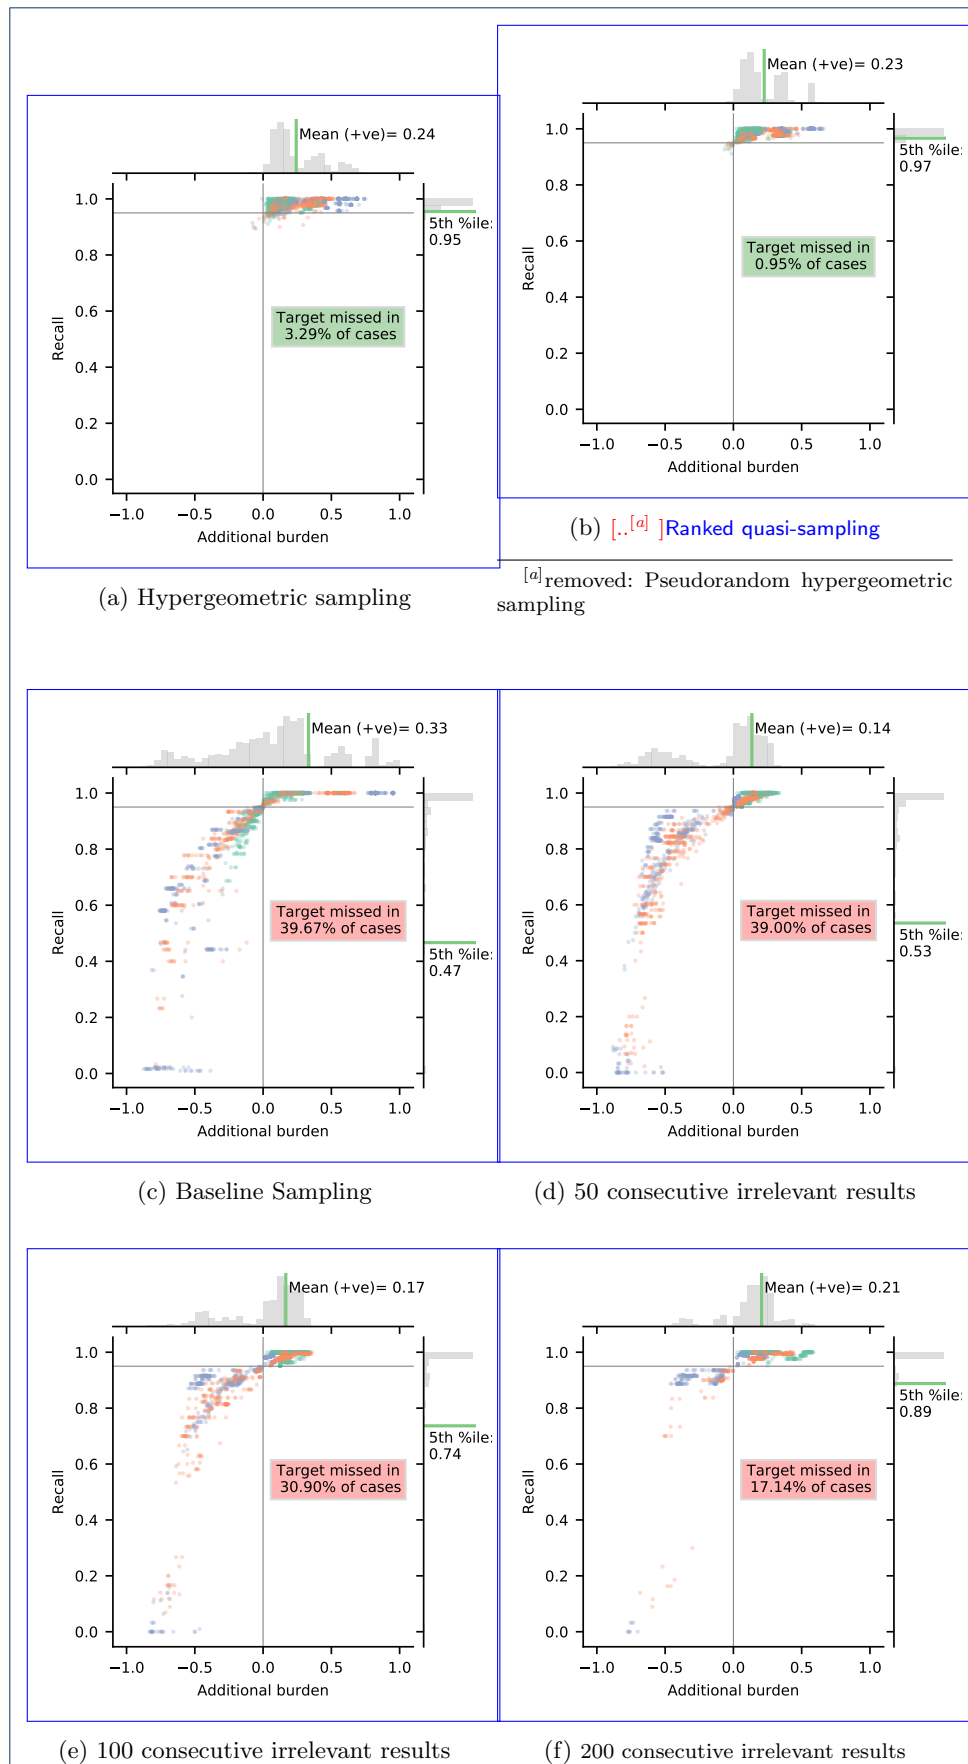 Mean (+ve)= 0.24
1.0
0.8
0.6
0.4
0.2
0.0
Recall
5th %ile:
0.95
Target missed in
3.29% of cases
−1.0 −0.5 0.0 0.5 1.0
Additional burden
(a) Hypergeometric sampling
Mean (+ve)= 0.23
1.0
0.8
0.6
0.4
0.2
0.0
Recall
5th %ile:
0.97
Target missed in
0.95% of cases
−1.0 −0.5 0.0 0.5 1.0
Additional burden
(b) [..[a] ]Ranked quasi-sampling
[a]removed: Pseudorandom hypergeometric
sampling
Mean (+ve)= 0.33
1.0
0.8
0.6
0.4
0.2
0.0
Recall
Target missed in
39.67% of cases
5th %ile:
0.47
−1.0 −0.5 0.0 0.5 1.0
Additional burden
(c) Baseline Sampling
Mean (+ve)= 0.14
1.0
0.8
0.6
0.4
0.2
0.0
Recall
Target missed in
39.00% of cases
5th %ile:
0.53
−1.0 −0.5 0.0 0.5 1.0
Additional burden
(d) 50 consecutive irrelevant results
Mean (+ve)= 0.17
1.0
0.8
0.6
0.4
0.2
0.0
Recall
5th %ile:
0.74
Target missed in
30.90% of cases
−1.0 −0.5 0.0 0.5 1.0
Additional burden
(e) 100 consecutive irrelevant results
Mean (+ve)= 0.21
1.0
0.8
0.6
0.4
0.2
0.0
Recall
5th %ile:
0.89
Target missed in
17.14% of cases
−1.0 −0.5 0.0 0.5 1.0
Additional burden
(f) 200 consecutive irrelevant results